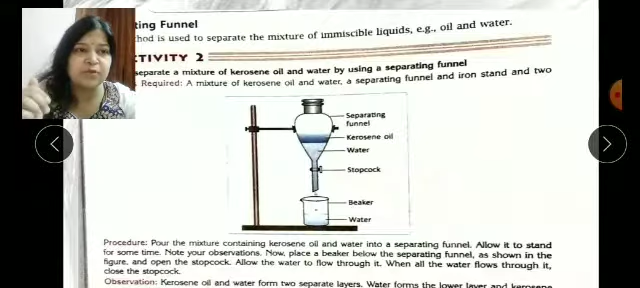 ting Funnel
hod is used to separate the mixture of immiscible liquids, e.g., oil and water.
CTIVITY 2
separate a mixture of kerosene oil and water by using a separating funnel
Required: A mixture of kerosene oil and water, a separating funnel and iron stand and two
Separating
funnel
Kerosene oil
Water
Stopcock
Beaker
Water
Procedure: Pour the mixture containing kerosene oil and water into a separating funnel. Allow it to stand
for some time. Note your observations. Now, place a beaker below the separating funnel, as shown in the
figure, and open the stopcock. Allow the water to flow through it. When all the water flows through it,
close the stopcock.
Observation: Kerosene oil and water form two separate layers. Water forms the lower layer and kerosene